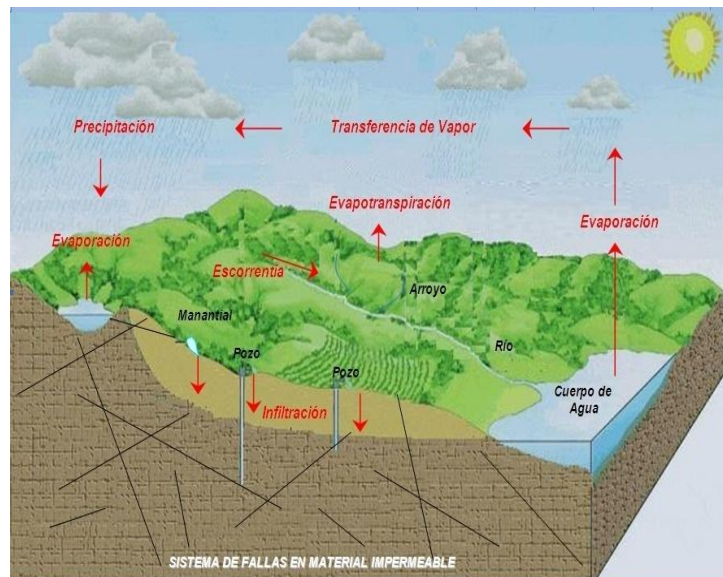 Precipitación
Transferencia de Vapor
Evapotranspiración
Evaporación
Evaporación
Escorrentia
Arroyo
Manantial
Río
Pozo
Pozo
Cuerpo de
Agua
Infiltración
SISTEMA DE FALLAS EN MATERIAL IMPERMEABLE